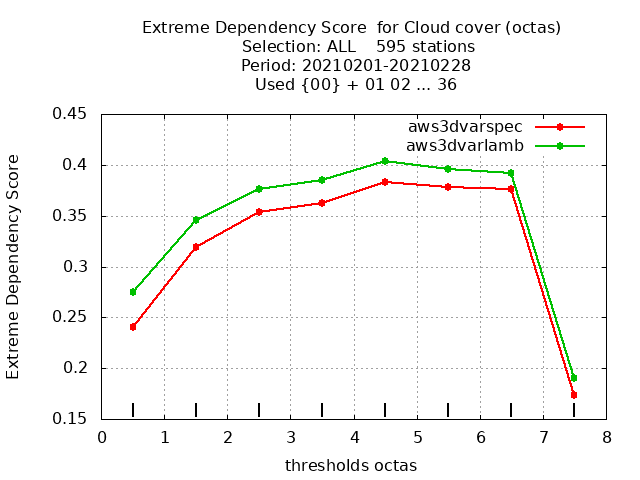 Extreme Dependency Score  for Cloud cover (octas)
Selection: ALL    595 stations
Period: 20210201-20210228
Used {00} + 01 02 ... 36
aws3dvarspec
aws3dvarlamb
Extreme Dependency Score
0.45
0.4
0.35
0.3
0.25
0.2
0.15
0 1 2 3 4 5 6 7 8
thresholds octas